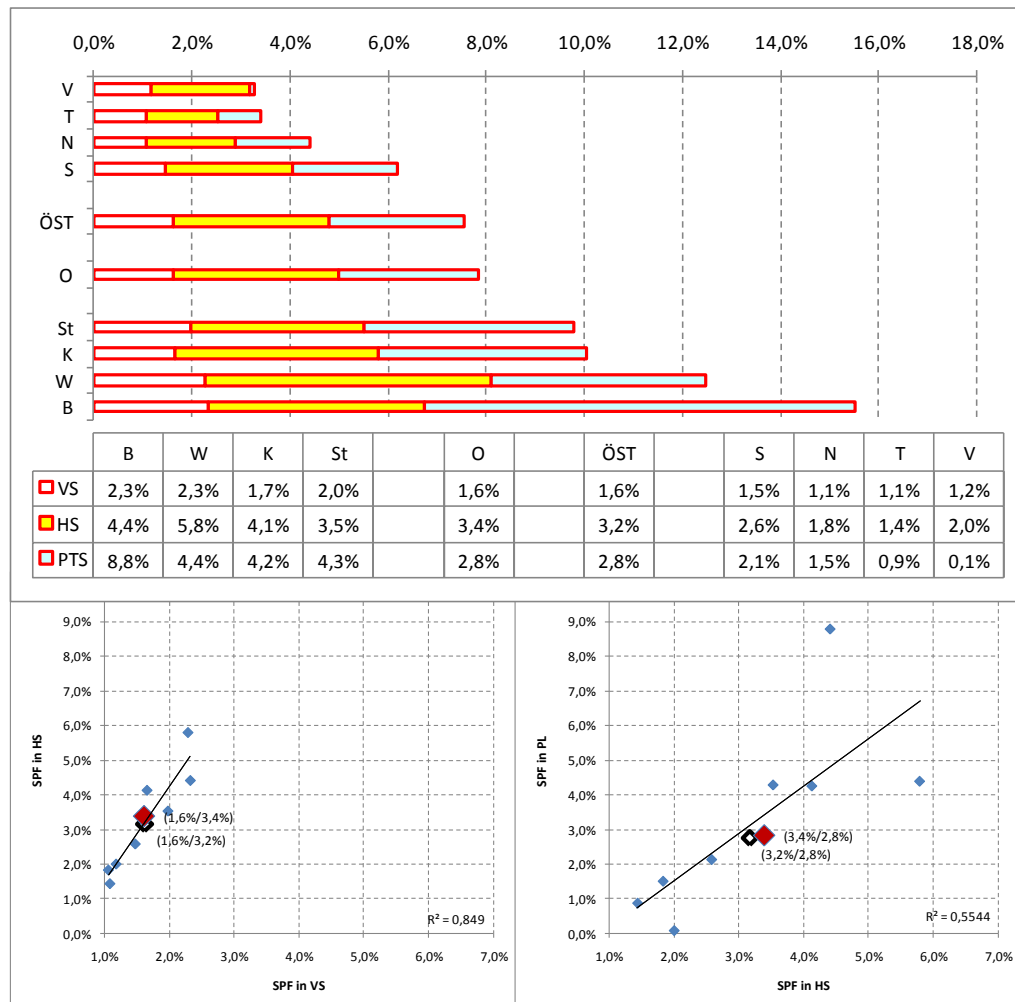 0,0% 2,0% 4,0% 6,0% 8,0% 10,0% 12,0% 14,0% 16,0% 18,0%
V
T
N
S
ÖST
O
St
K
W
B
B W K St O ÖST S N T V
VS 2,3% 2,3% 1,7% 2,0% 1,6% 1,6% 1,5% 1,1% 1,1% 1,2%
HS 4,4% 5,8% 4,1% 3,5% 3,4% 3,2% 2,6% 1,8% 1,4% 2,0%
PTS 8,8% 4,4% 4,2% 4,3% 2,8% 2,8% 2,1% 1,5% 0,9% 0,1%
9,0%
8,0%
7,0%
6,0%
5,0%
4,0%
3,0%
2,0%
1,0%
0,0%
SPF in HS
(1,6%/3,4%)
(1,6%/3,2%)
R² = 0,849
1,0% 2,0% 3,0% 4,0% 5,0% 6,0% 7,0%
SPF in VS
9,0%
8,0%
7,0%
6,0%
5,0%
4,0%
3,0%
2,0%
1,0%
0,0%
SPF in PL
(3,4%/2,8%)
(3,2%/2,8%)
R² = 0,5544
1,0% 2,0% 3,0% 4,0% 5,0% 6,0% 7,0%
SPF in HS